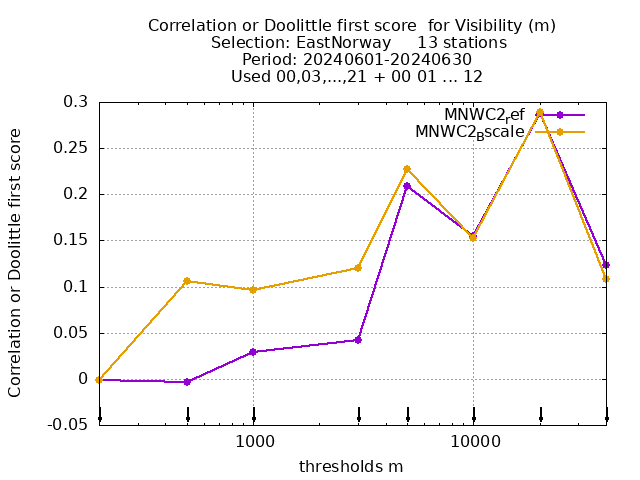 Correlation or Doolittle first score  for Visibility (m)
Selection: EastNorway     13 stations
Period: 20240601-20240630
Used 00,03,...,21 + 00 01 ... 12
MNWC2ref
MNWC2Bscale
Correlation or Doolittle first score
0.3
0.25
0.2
0.15
0.1
0.05
0
-0.05
1000
10000
thresholds m